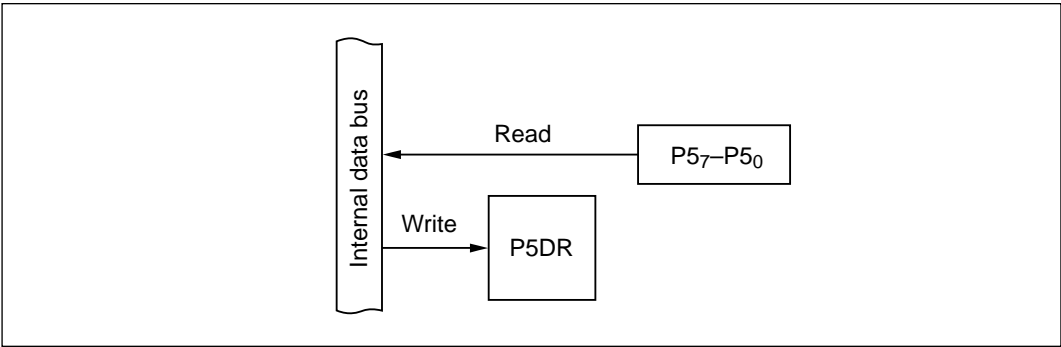 Internal data bus
Read
P5₇–P5₀
Write
P5DR